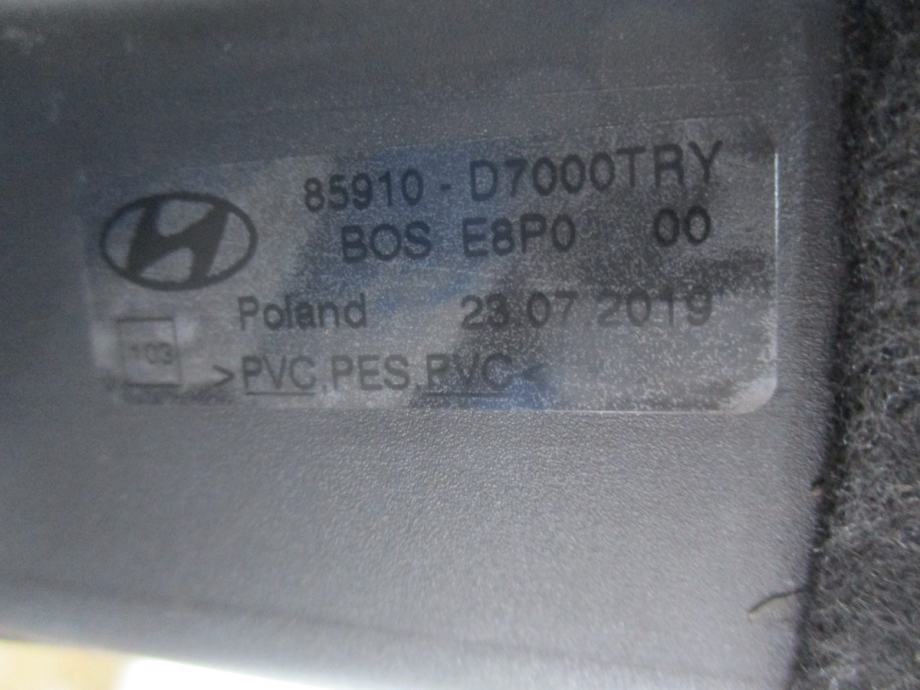 85910 - D7000TRY
BOS E8P0 00
Poland 23 07 2019
103
>PVC,PES,PVC<